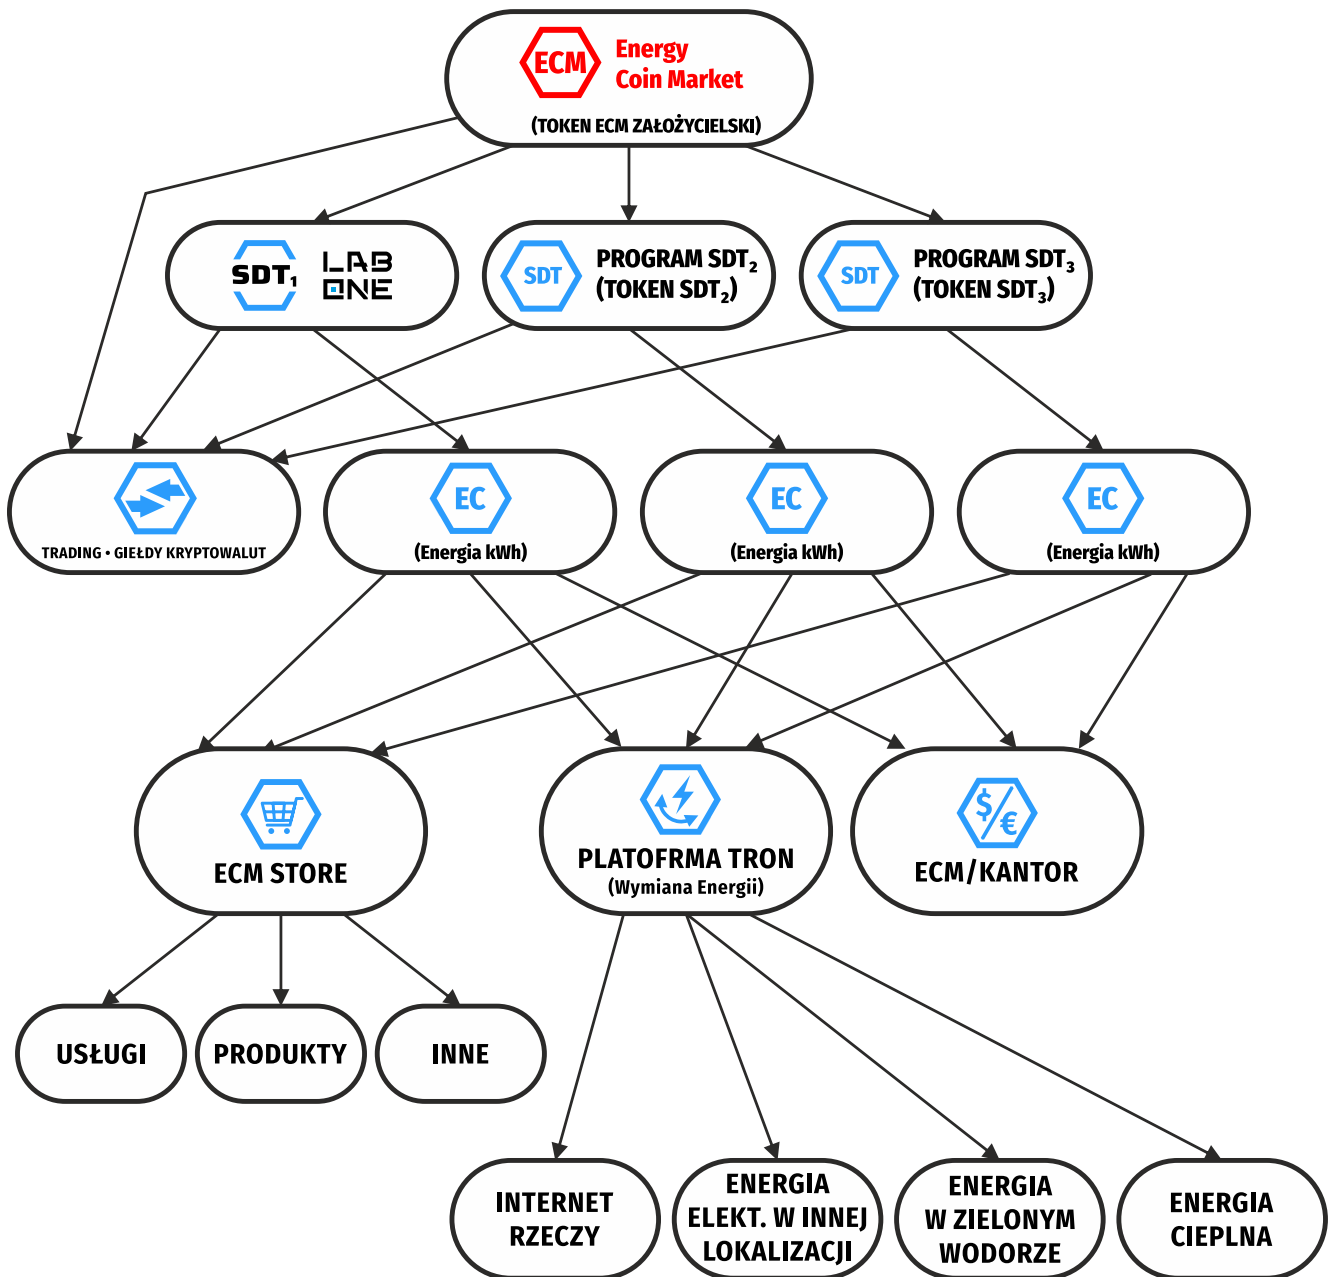 ECM
Energy
Coin Market
(TOKEN ECM ZAŁOŻYCIELSKI)
SDT1
LAB
ONE
SDT
PROGRAM SDT2
(TOKEN SDT2)
SDT
PROGRAM SDT3
(TOKEN SDT3)
TRADING • GIEŁDY KRYPTOWALUT
EC
(Energia kWh)
EC
(Energia kWh)
EC
(Energia kWh)
ECM STORE
PLATOFRMA TRON
(Wymiana Energii)
$/€
ECM/KANTOR
USŁUGI
PRODUKTY
INNE
INTERNET
RZECZY
ENERGIA
ELEKT. W INNEJ
LOKALIZACJI
ENERGIA
W ZIELONYM
WODORZE
ENERGIA
CIEPLNA